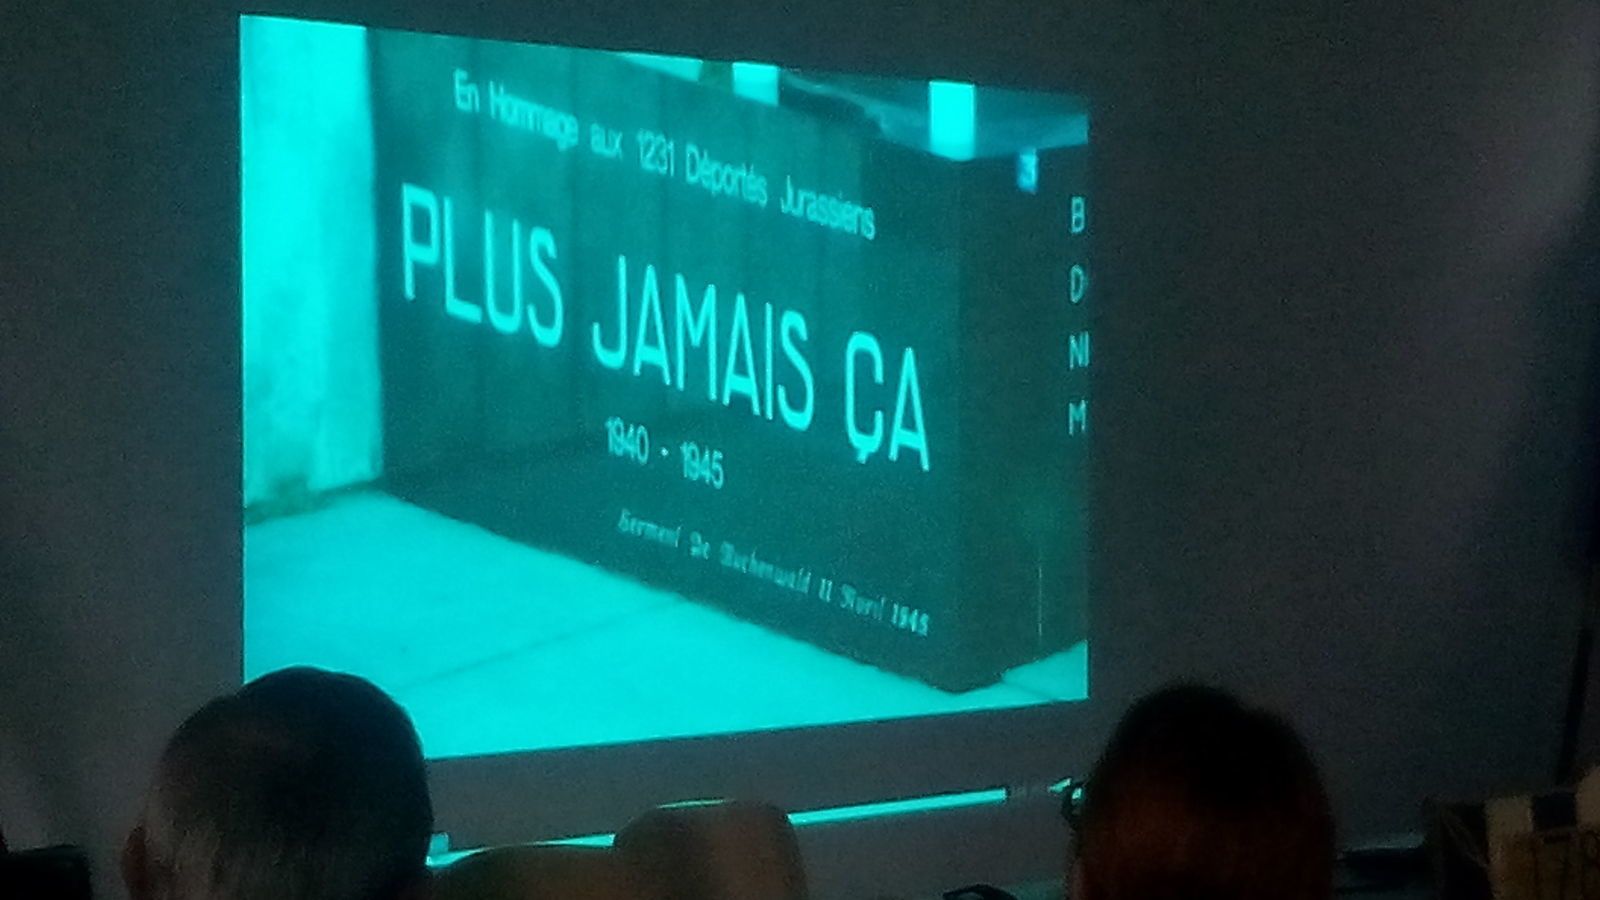 En Hommage aux 1231 Déportés Jurassiens
PLUS JAMAIS ÇA
1940 - 1945
Serment De Buchenwald 11 Avril 1945
B
D
M